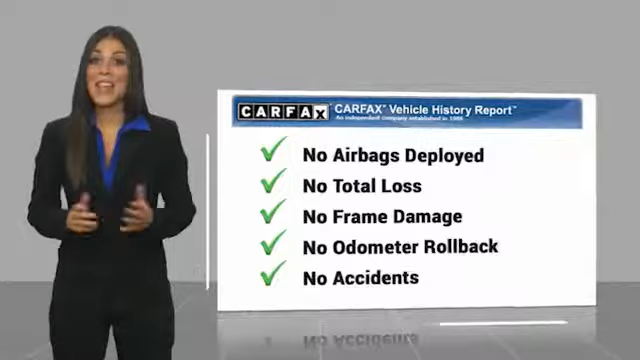 CARFAX CARFAX Vehicle History Report™
An independent company established in 1986
No Airbags Deployed
No Total Loss
No Frame Damage
No Odometer Rollback
No Accidents